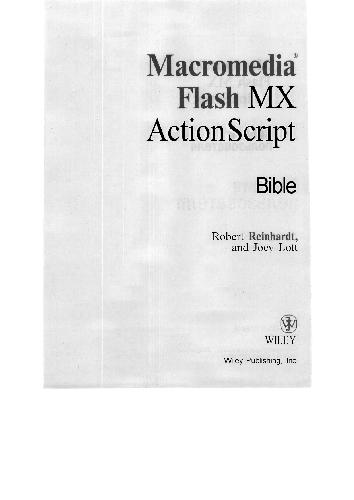 Macromedia®
Flash MX
ActionScript
Bible
Robert Reinhardt,
and Joey Lott
WILEY
Wiley Publishing, Inc